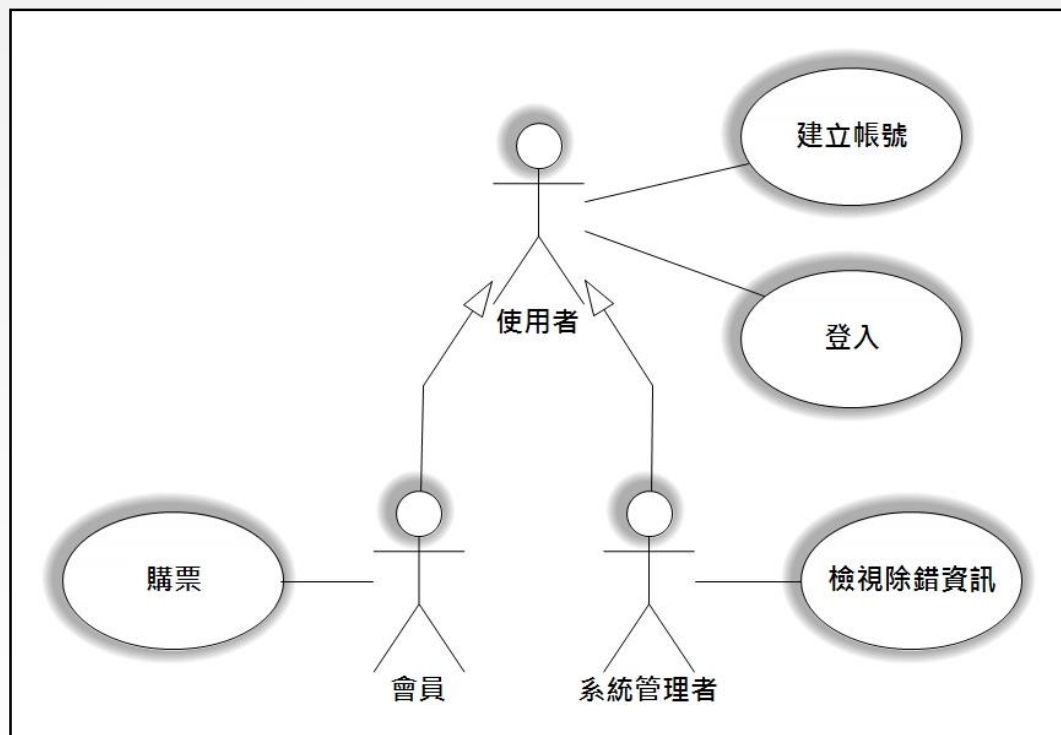 建立帳號
使用者
登入
購票
檢視除錯資訊
會員
系統管理者